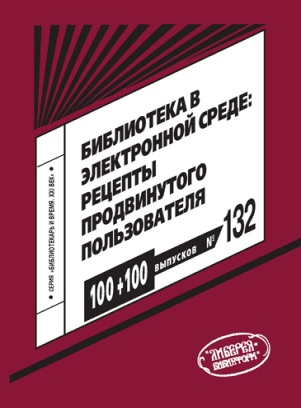 БИБЛИОТЕКА В
ЭЛЕКТРОННОЙ СРЕДЕ:
РЕЦЕПТЫ
ПРОДВИНУТОГО
ПОЛЬЗОВАТЕЛЯ
• СЕРИЯ «БИБЛИОТЕКАРЬ И ВРЕМЯ. XXI ВЕК» •
100+100 ВЫПУСКОВ № 132
"ЛИБЕРЕЯ
БИБИНФОРМ"